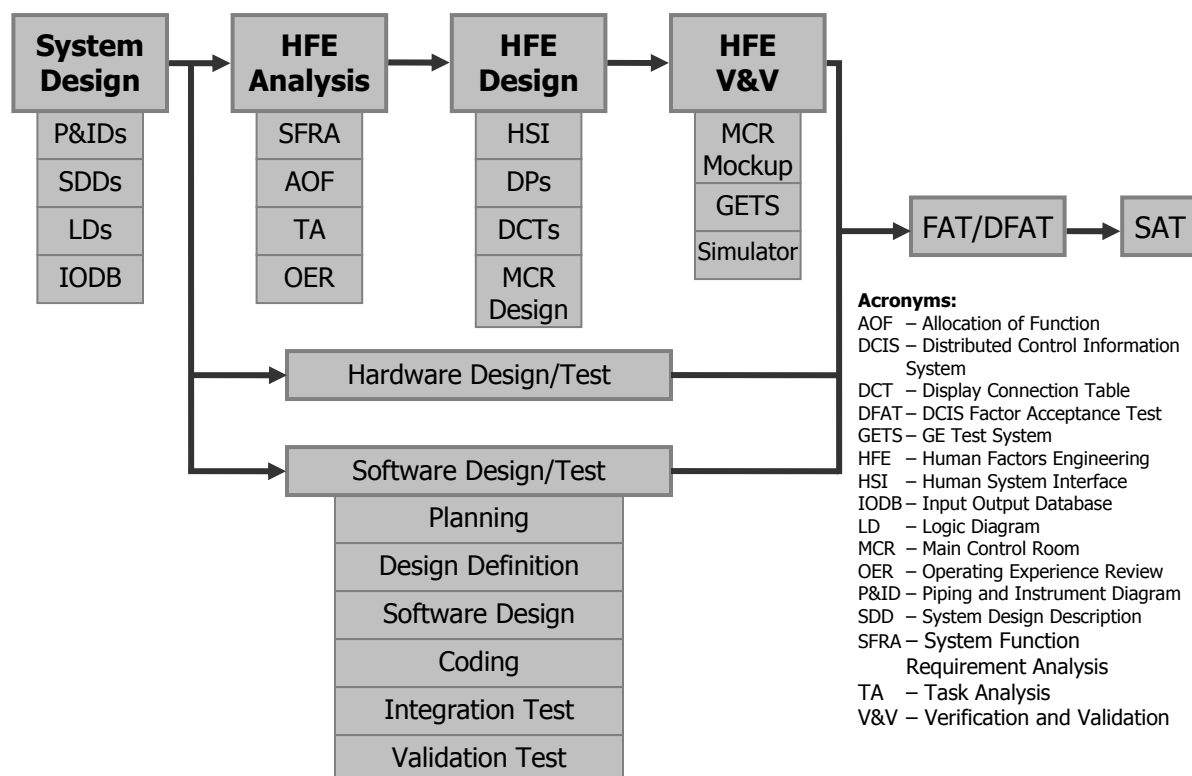 System
Design
HFE
Analysis
HFE
Design
HFE
V&V
P&IDs
SDDs
LDs
IODB
SFRA
AOF
TA
OER
HSI
DPs
DCTs
MCR
Design
MCR
Mockup
GETS
Simulator
FAT/DFAT
SAT
Hardware Design/Test
Software Design/Test
Planning
Design Definition
Software Design
Coding
Integration Test
Validation Test
Acronyms:
AOF – Allocation of Function
DCIS – Distributed Control Information
System
DCT – Display Connection Table
DFAT – DCIS Factor Acceptance Test
GETS – GE Test System
HFE – Human Factors Engineering
HSI – Human System Interface
IODB – Input Output Database
LD – Logic Diagram
MCR – Main Control Room
OER – Operating Experience Review
P&ID – Piping and Instrument Diagram
SDD – System Design Description
SFRA – System Function
Requirement Analysis
TA – Task Analysis
V&V – Verification and Validation